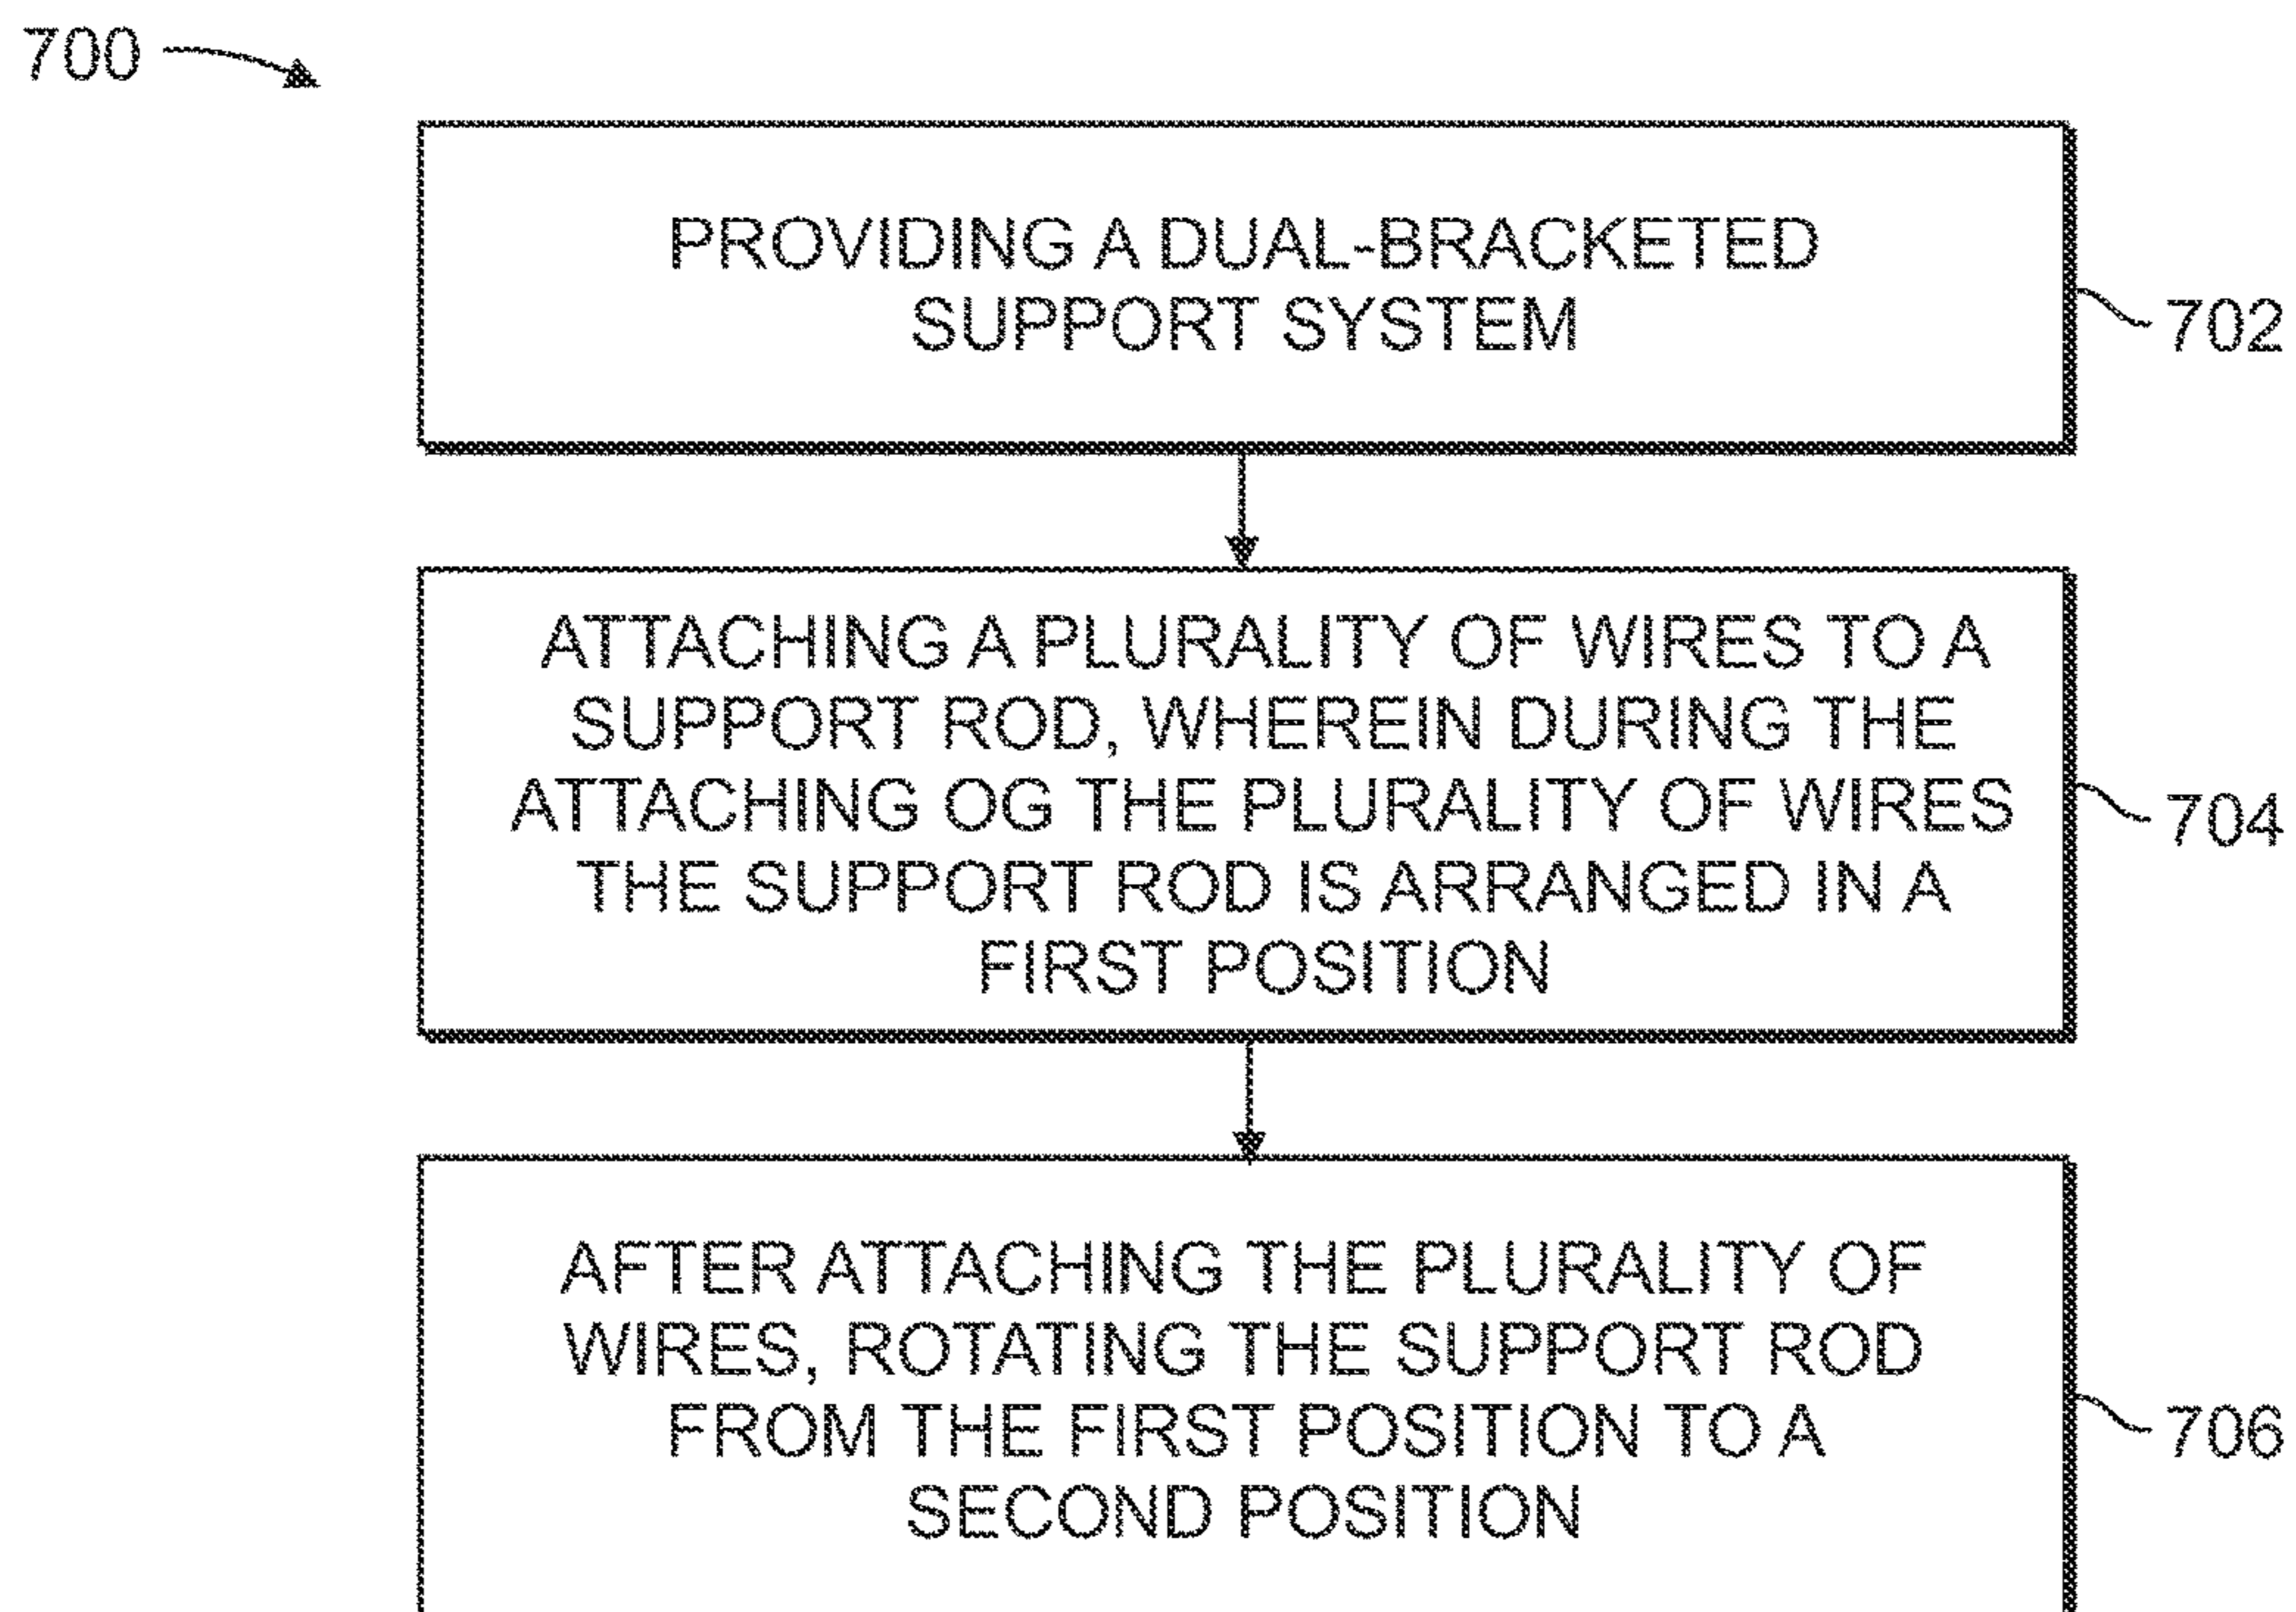 700
PROVIDING A DUAL-BRACKETED
SUPPORT SYSTEM
702
ATTACHING A PLURALITY OF WIRES TO A
SUPPORT ROD, WHEREIN DURING THE
ATTACHING OG THE PLURALITY OF WIRES
THE SUPPORT ROD IS ARRANGED IN A
FIRST POSITION
704
AFTER ATTACHING THE PLURALITY OF
WIRES, ROTATING THE SUPPORT ROD
FROM THE FIRST POSITION TO A
SECOND POSITION
706